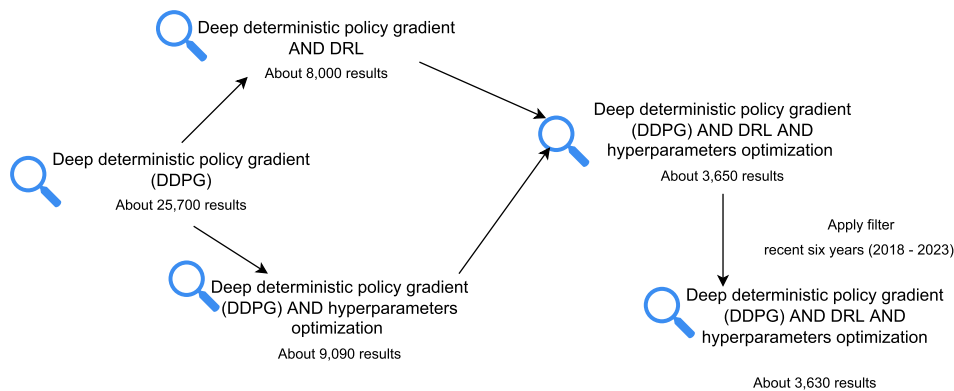 Deep deterministic policy gradient
AND DRL
About 8,000 results
Deep deterministic policy gradient
(DDPG)
About 25,700 results
Deep deterministic policy gradient
(DDPG) AND hyperparameters
optimization
About 9,090 results
Deep deterministic policy gradient
(DDPG) AND DRL AND
hyperparameters optimization
About 3,650 results
Apply filter
recent six years (2018 - 2023)
Deep deterministic policy gradient
(DDPG) AND DRL AND
hyperparameters optimization
About 3,630 results